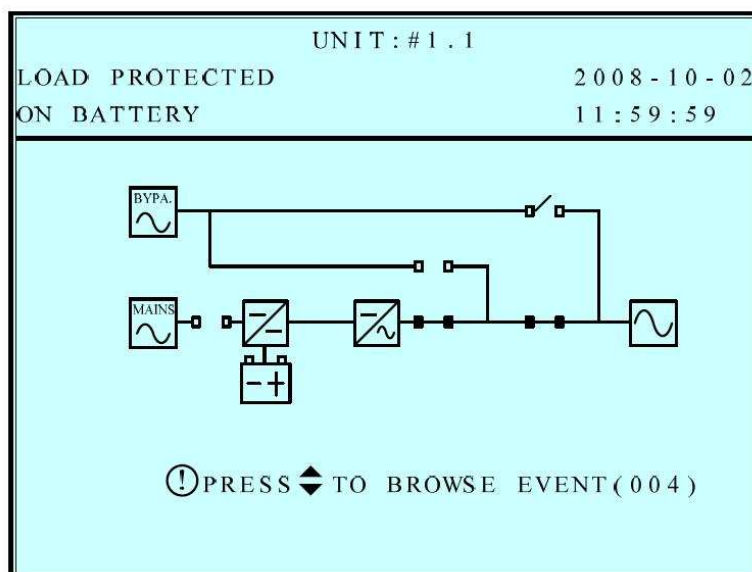 UNIT:#1.1
LOAD PROTECTED 2008-10-02
ON BATTERY 11:59:59
BYPA.
MAINS
! PRESS TO BROWSE EVENT(004)